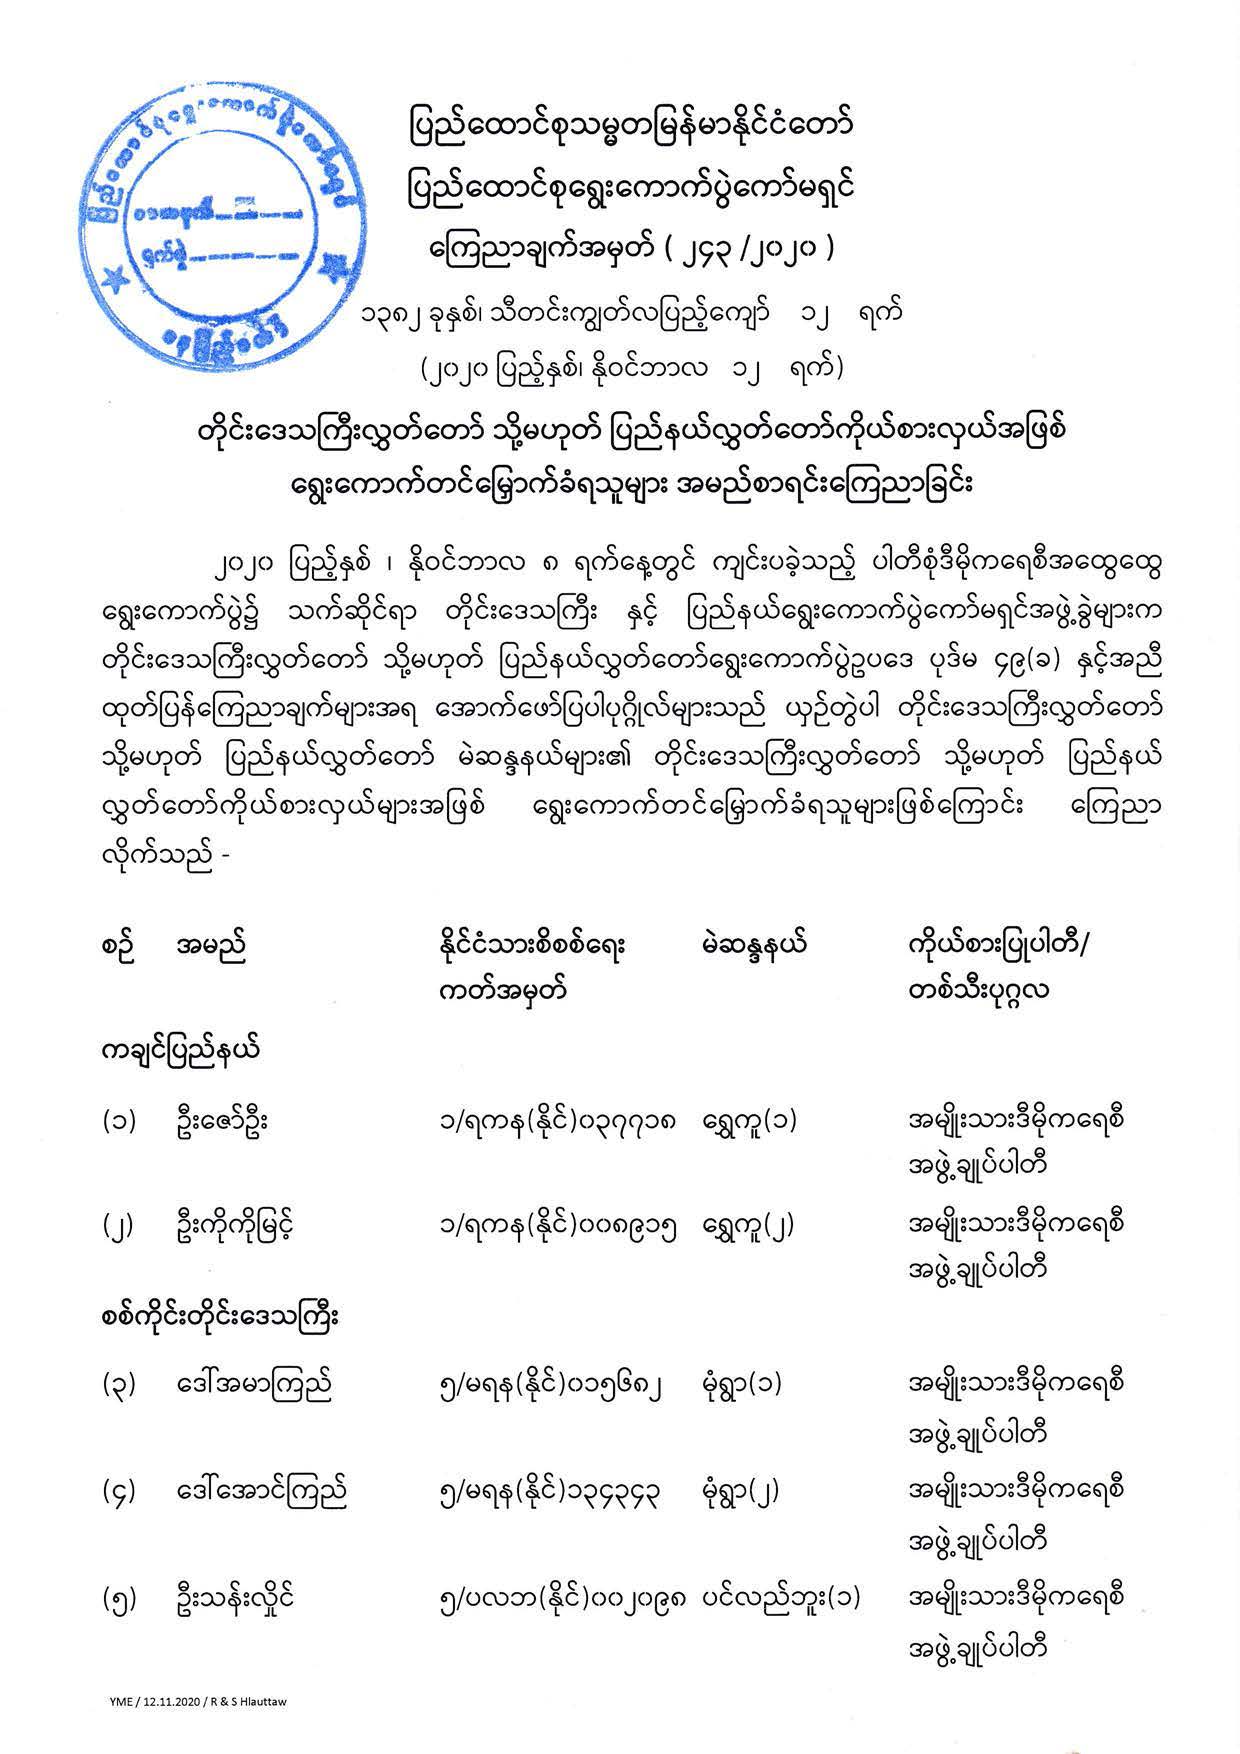 ပြည်ထောင်စုရွေးကောက်ပွဲကော်မရှင်
နေပြည်တော်
ပြည်ထောင်စုသမ္မတမြန်မာနိုင်ငံတော်
ပြည်ထောင်စုရွေးကောက်ပွဲကော်မရှင်
ကြေညာချက်အမှတ် ( ၂၄၃ /၂၀၂၀ )
၁၃၈၂ ခုနှစ်၊ သီတင်းကျွတ်လပြည့်ကျော် ၁၂ ရက်
(၂၀၂၀ ပြည့်နှစ်၊ နိုဝင်ဘာလ ၁၂ ရက်)
တိုင်းဒေသကြီးလွှတ်တော် သို့မဟုတ် ပြည်နယ်လွှတ်တော်ကိုယ်စားလှယ်အဖြစ်
ရွေးကောက်တင်မြှောက်ခံရသူများ အမည်စာရင်းကြေညာခြင်း
၂၀၂၀ ပြည့်နှစ် ၊ နိုဝင်ဘာလ ၈ ရက်နေ့တွင် ကျင်းပခဲ့သည့် ပါတီစုံဒီမိုကရေစီအထွေထွေ
ရွေးကောက်ပွဲ၌ သက်ဆိုင်ရာ တိုင်းဒေသကြီး နှင့် ပြည်နယ်ရွေးကောက်ပွဲကော်မရှင်အဖွဲ့ခွဲများက
တိုင်းဒေသကြီးလွှတ်တော် သို့မဟုတ် ပြည်နယ်လွှတ်တော်ရွေးကောက်ပွဲဥပဒေ ပုဒ်မ ၄၉(ခ) နှင့်အညီ
ထုတ်ပြန်ကြေညာချက်များအရ အောက်ဖော်ပြပါပုဂ္ဂိုလ်များသည် ယှဉ်တွဲပါ တိုင်းဒေသကြီးလွှတ်တော်
သို့မဟုတ် ပြည်နယ်လွှတ်တော် မဲဆန္ဒနယ်များ၏ တိုင်းဒေသကြီးလွှတ်တော် သို့မဟုတ် ပြည်နယ်
လွှတ်တော်ကိုယ်စားလှယ်များအဖြစ် ရွေးကောက်တင်မြှောက်ခံရသူများဖြစ်ကြောင်း ကြေညာ
လိုက်သည် -
စဉ် အမည် နိုင်ငံသားစိစစ်ရေး မဲဆန္ဒနယ် ကိုယ်စားပြုပါတီ/
ကတ်အမှတ် တစ်သီးပုဂ္ဂလ
ကချင်ပြည်နယ်
(၁) ဦးဇော်ဦး ၁/ရကန(နိုင်)၀၃၇၇၁၈ ရွှေကူ(၁) အမျိုးသားဒီမိုကရေစီ
အဖွဲ့ချုပ်ပါတီ
(၂) ဦးကိုကိုမြင့် ၁/ရကန(နိုင်)၀၀၈၉၁၅ ရွှေကူ(၂) အမျိုးသားဒီမိုကရေစီ
အဖွဲ့ချုပ်ပါတီ
စစ်ကိုင်းတိုင်းဒေသကြီး
(၃) ဒေါ်အမာကြည် ၅/မရန(နိုင်)၀၁၅၆၈၂ မုံရွာ(၁) အမျိုးသားဒီမိုကရေစီ
အဖွဲ့ချုပ်ပါတီ
(၄) ဒေါ်အောင်ကြည် ၅/မရန(နိုင်)၁၃၄၃၄၃ မုံရွာ(၂) အမျိုးသားဒီမိုကရေစီ
အဖွဲ့ချုပ်ပါတီ
(၅) ဦးသန်းလှိုင် ၅/ပလဘ(နိုင်)၀၀၂၀၉၈ ပင်လည်ဘူး(၁) အမျိုးသားဒီမိုကရေစီ
အဖွဲ့ချုပ်ပါတီ
YME / 12.11.2020 / R & S Hlauttaw